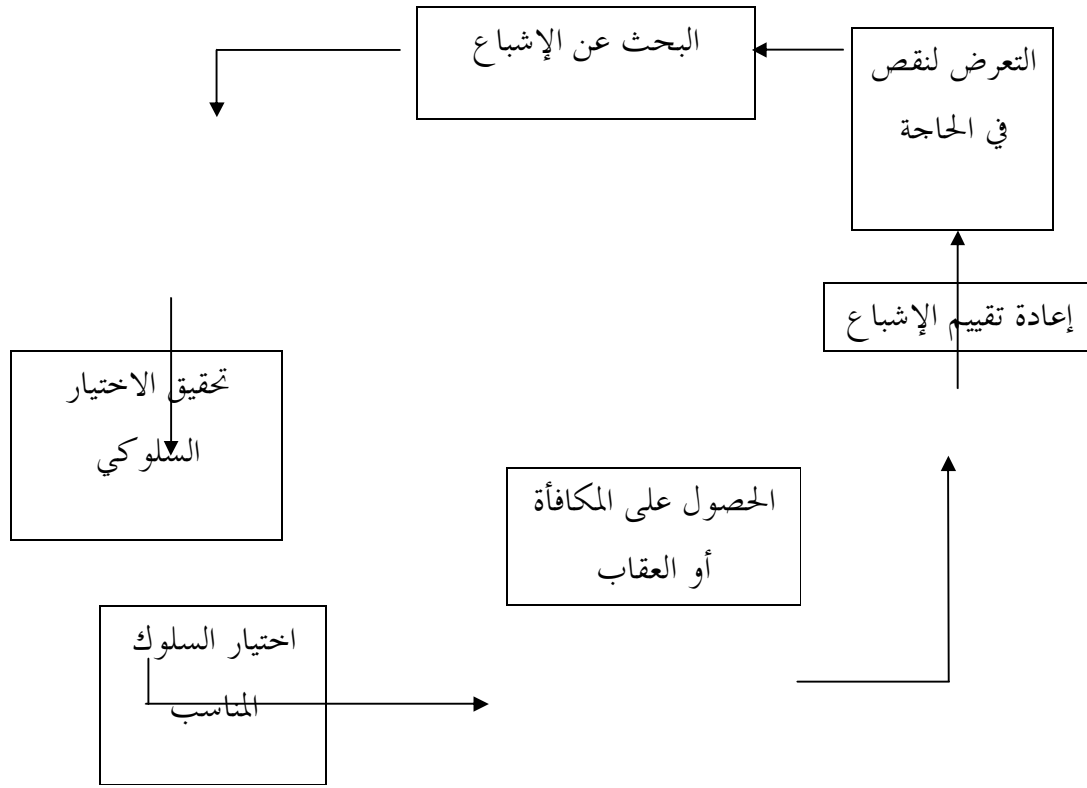 التعرض لنقص
في الحاجة
البحث عن الإشباع
تحقيق الاختيار
السلوكي
اختيار السلوك
المناسب
الحصول على المكافأة
أو العقاب
إعادة تقييم الإشباع